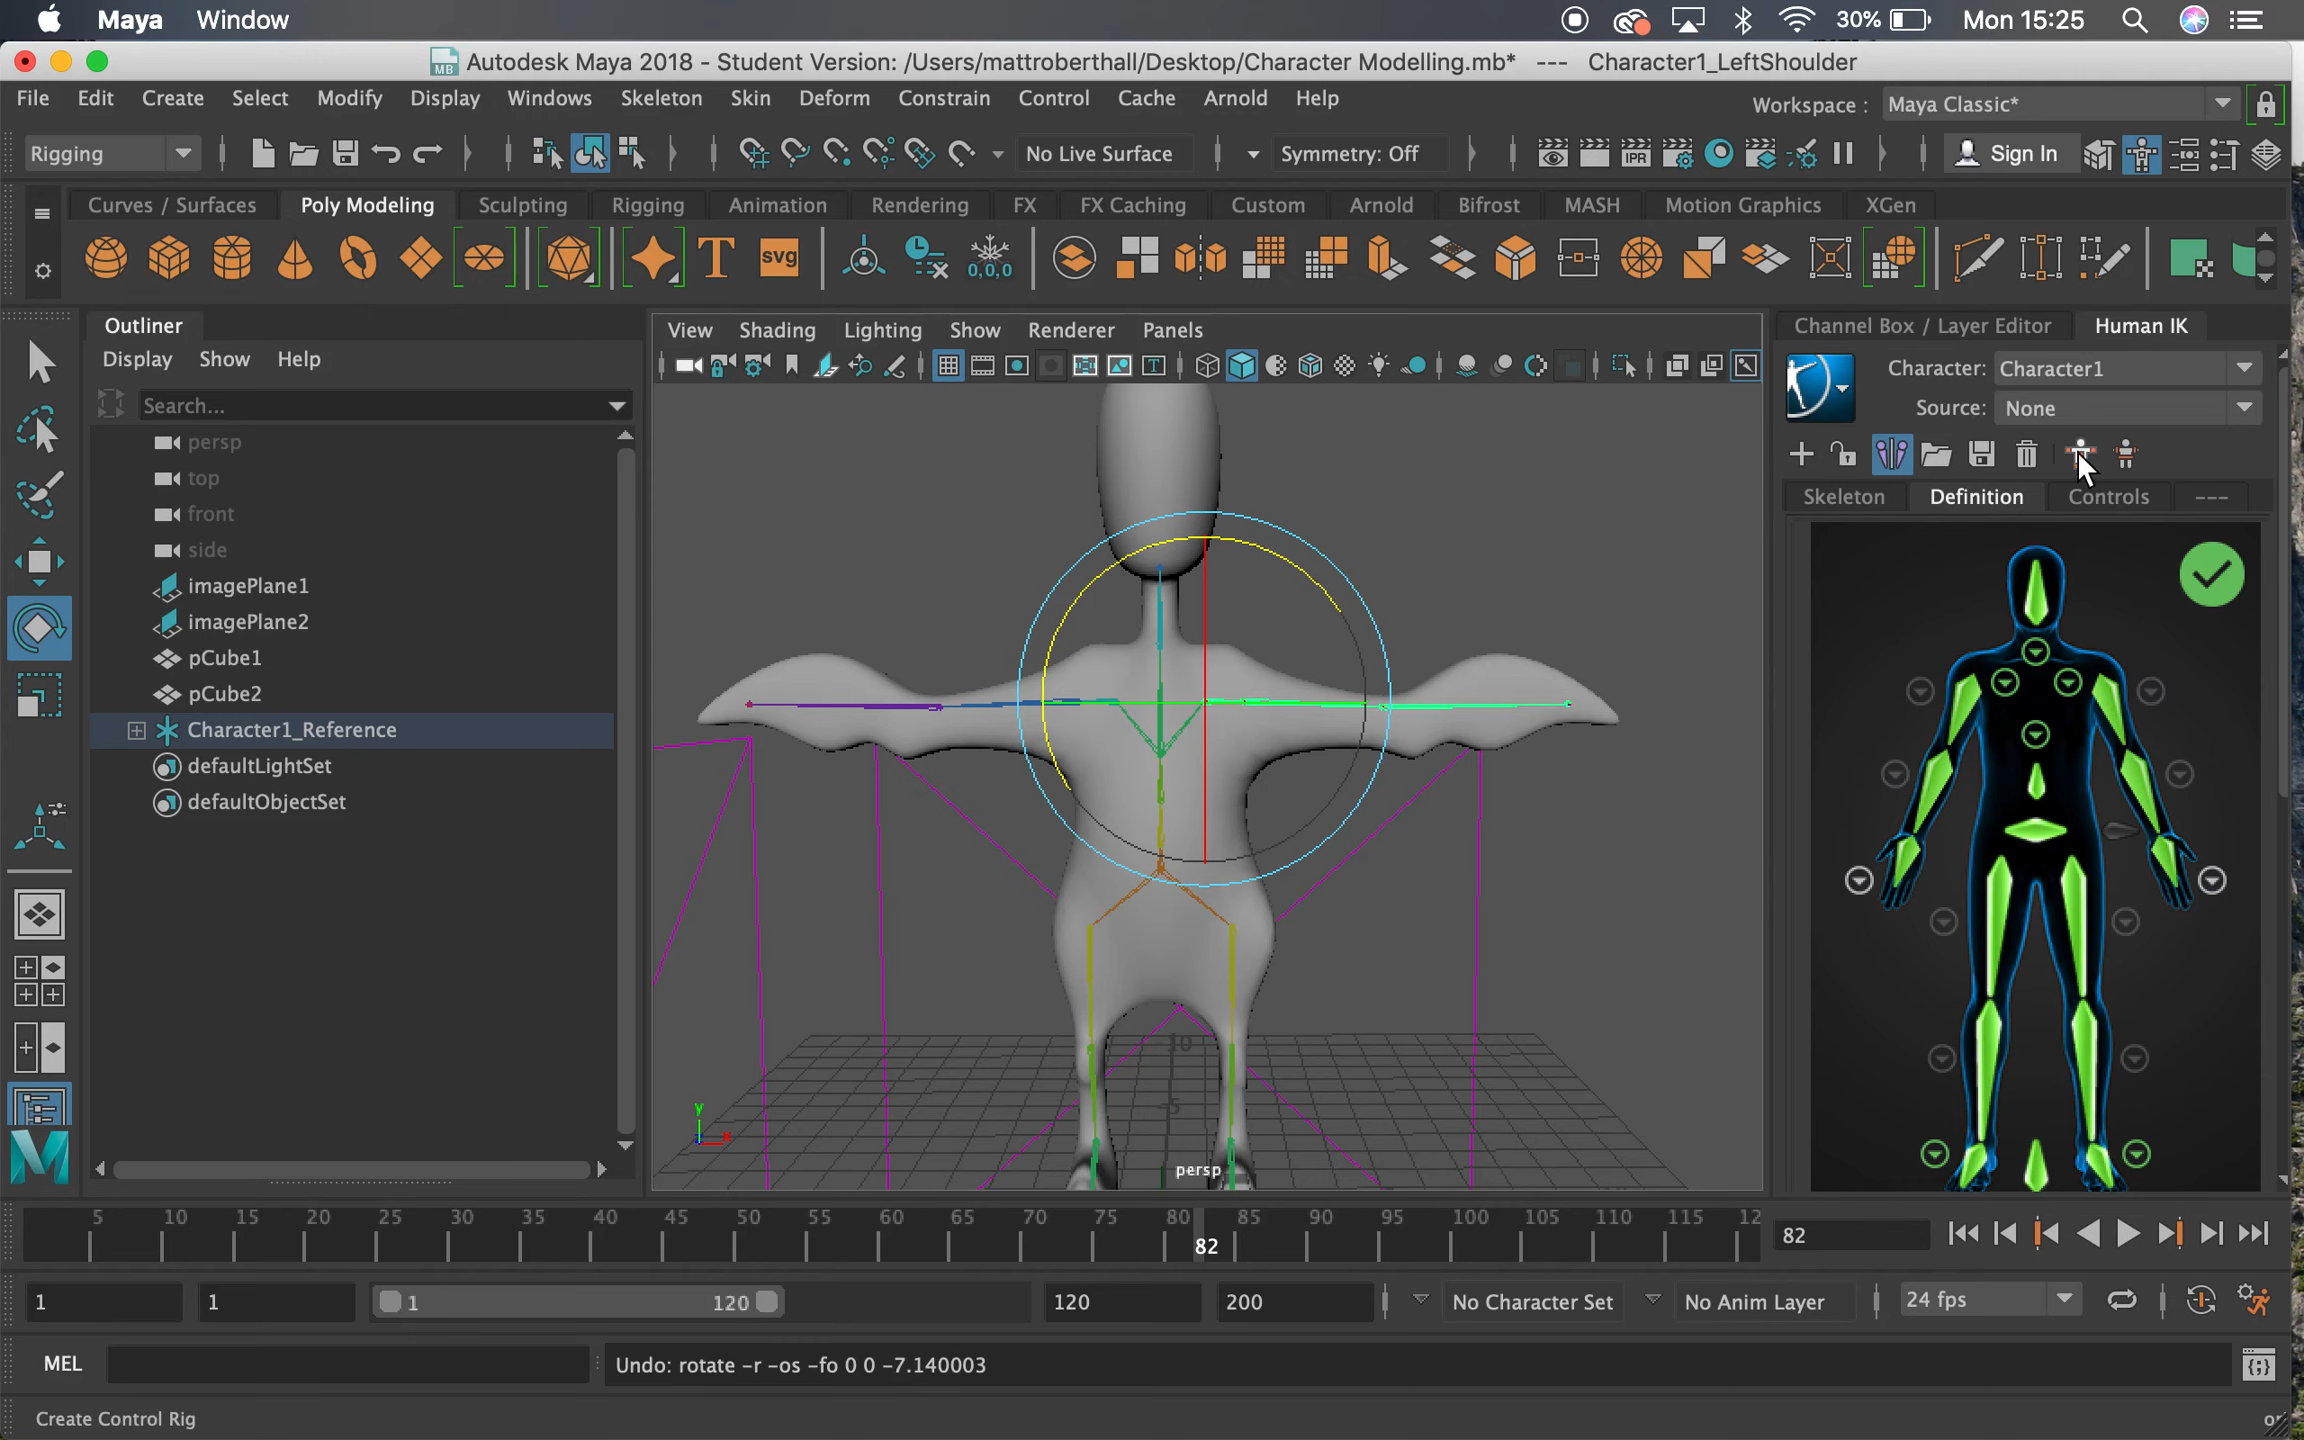 Maya Window 30% Mon 15:25
MB Autodesk Maya 2018 - Student Version: /Users/mattroberthall/Desktop/Character Modelling.mb* --- Character1_LeftShoulder
File Edit Create Select Modify Display Windows Skeleton Skin Deform Constrain Control Cache Arnold Help Workspace : Maya Classic*
Rigging No Live Surface Symmetry: Off IPR Sign In
Curves / Surfaces Poly Modeling Sculpting Rigging Animation Rendering FX FX Caching Custom Arnold Bifrost MASH Motion Graphics XGen
T svg 0,0,0
Outliner
Display Show Help
Search...
persp
top
front
side
imagePlane1
imagePlane2
pCube1
pCube2
Character1_Reference
defaultLightSet
defaultObjectSet
View Shading Lighting Show Renderer Panels
T
10
-5
y
x
persp
Channel Box / Layer Editor Human IK
Character: Character1
Source: None
Skeleton Definition Controls ---
5 10 15 20 25 30 35 40 45 50 55 60 65 70 75 80 85 90 95 100 105 110 115 12
82
82
1 1 1 120 120 200 No Character Set No Anim Layer 24 fps
MEL Undo: rotate -r -os -fo 0 0 -7.140003
Create Control Rig